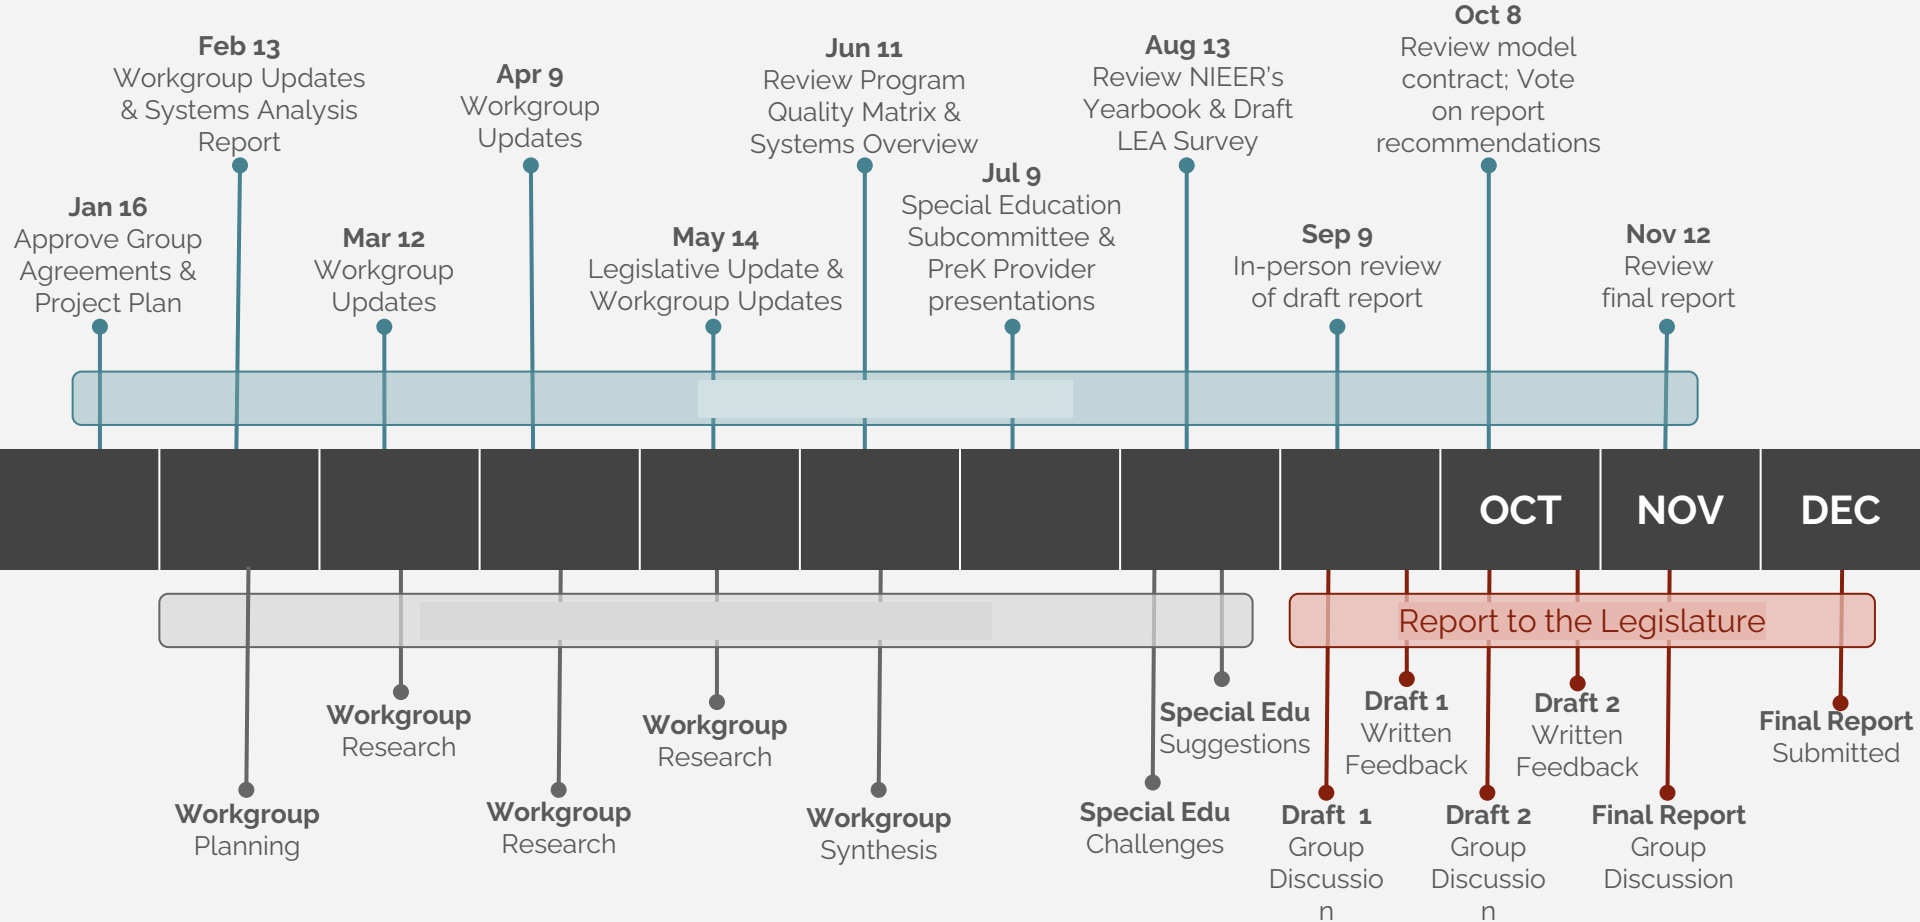 Jan 16
Approve Group
Agreements &
Project Plan
Feb 13
Workgroup Updates
& Systems Analysis
Report
Mar 12
Workgroup
Updates
Apr 9
Workgroup
Updates
May 14
Legislative Update &
Workgroup Updates
Jun 11
Review Program
Quality Matrix &
Systems Overview
Jul 9
Special Education
Subcommittee &
PreK Provider
presentations
Aug 13
Review NIEER’s
Yearbook & Draft
LEA Survey
Sep 9
In-person review
of draft report
Oct 8
Review model
contract; Vote
on report
recommendations
Nov 12
Review
final report
OCT
NOV
DEC
Report to the Legislature
Workgroup
Planning
Workgroup
Research
Workgroup
Research
Workgroup
Research
Workgroup
Synthesis
Special Edu
Challenges
Special Edu
Suggestions
Draft  1
Group
Discussio
n
Draft 1
Written
Feedback
Draft 2
Group
Discussio
n
Draft 2
Written
Feedback
Final Report
Group
Discussion
Final Report
Submitted